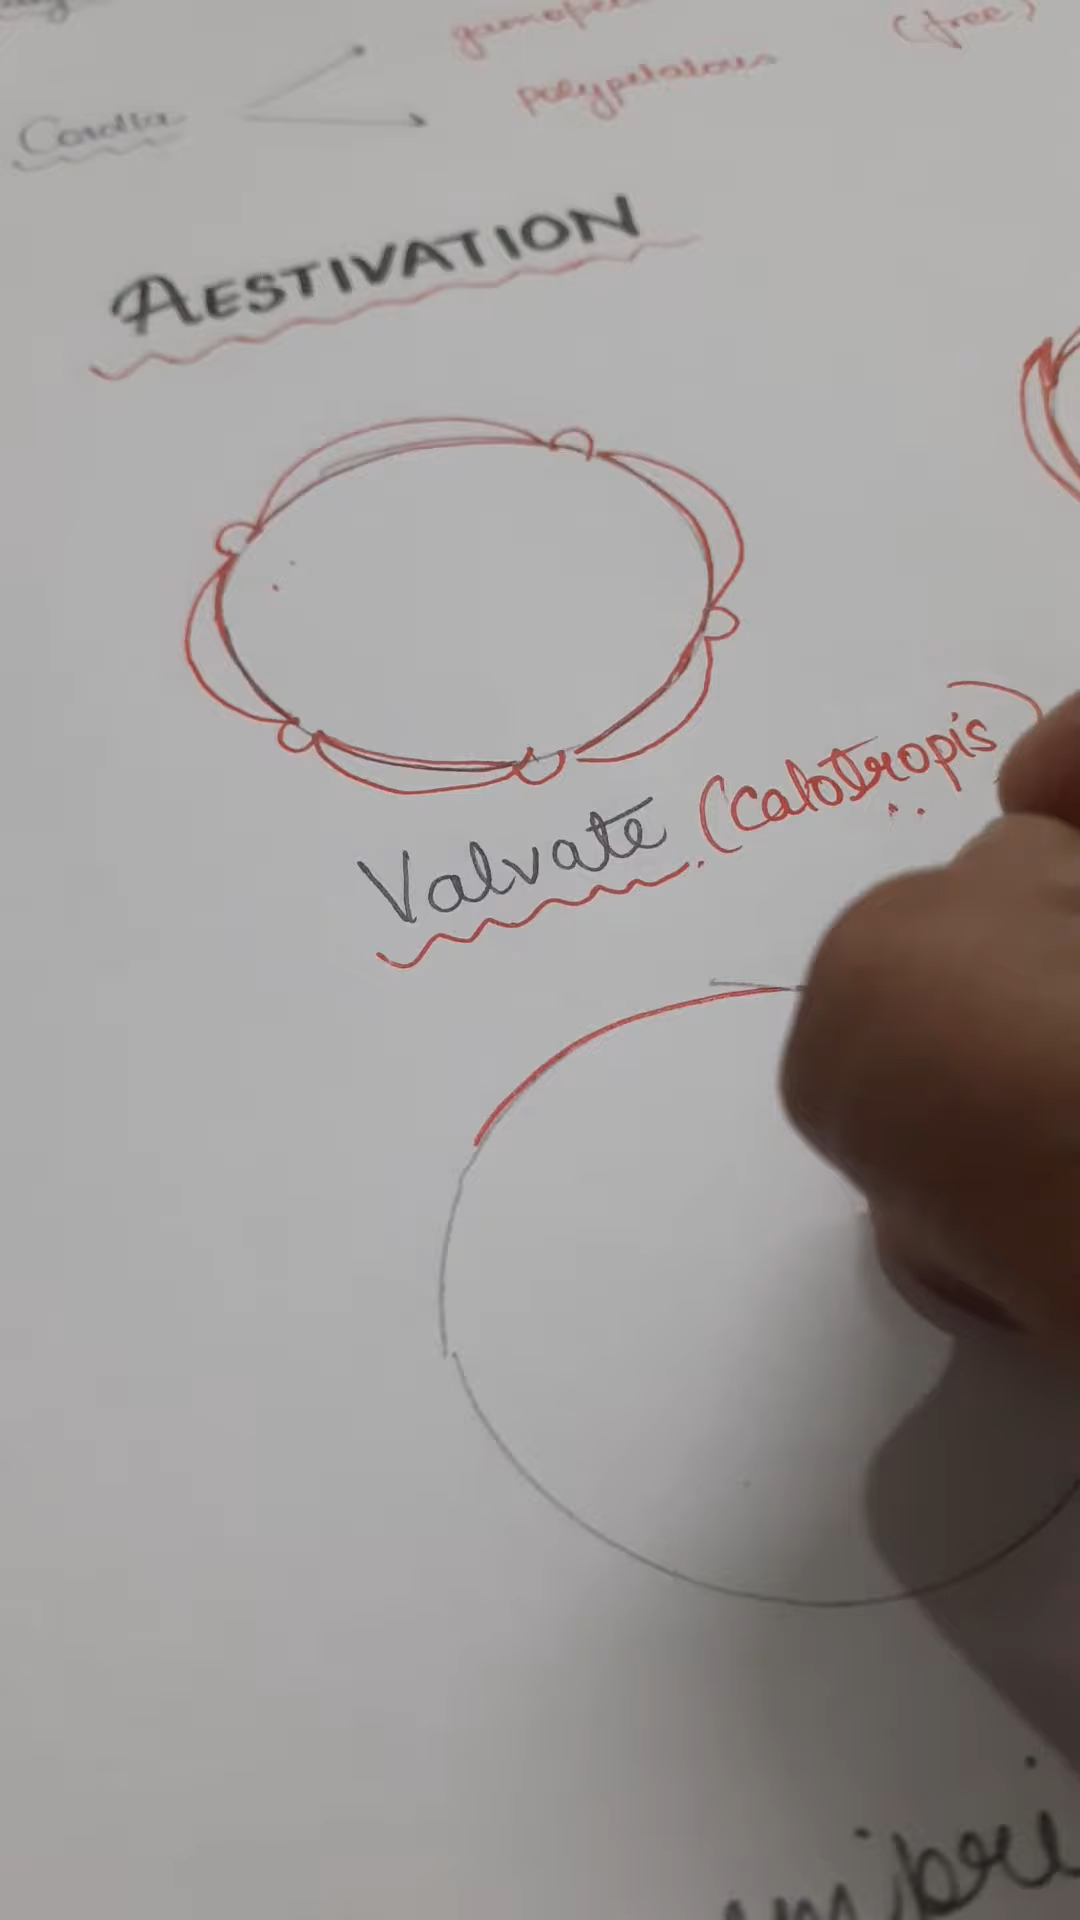 (free)
Corolla
polypetalous
AESTIVATION
Valvate (Calotropis)